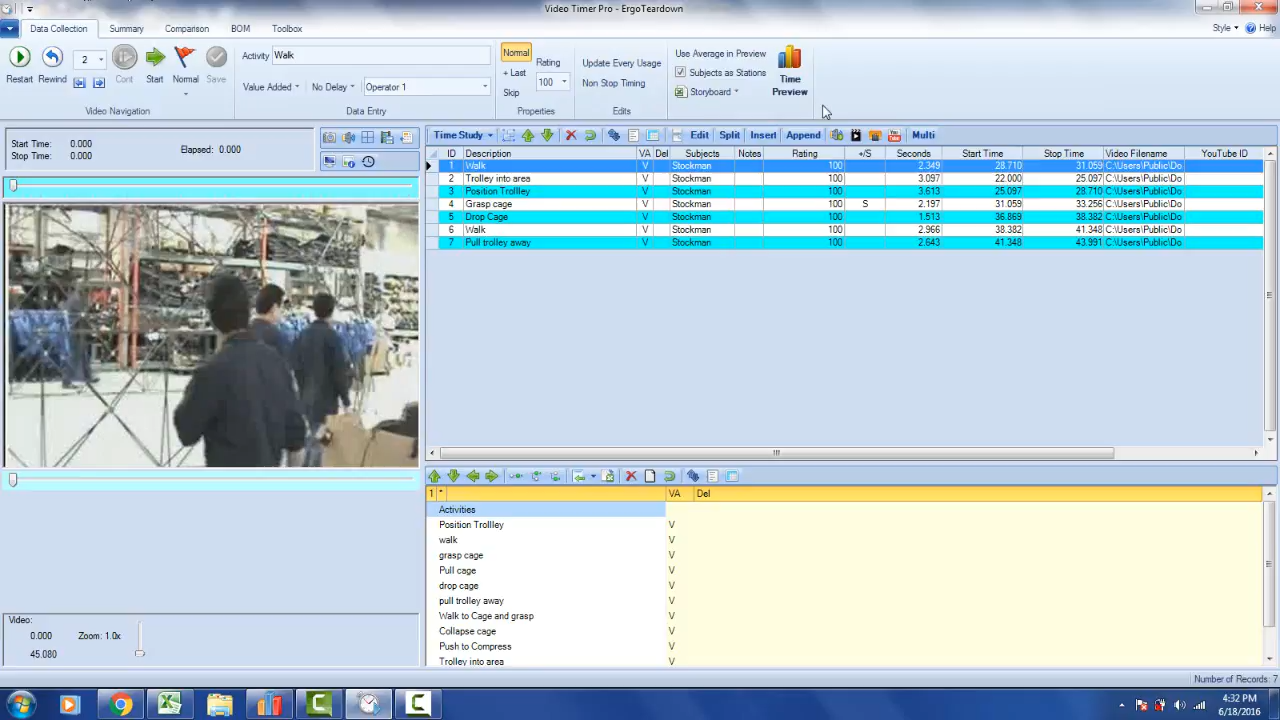 Video Timer Pro - ErgoTeardown
Data Collection Summary Comparison BOM Toolbox Style Help
Restart Rewind 2 Cont Start Normal Save
Video Navigation
Activity Walk
Value Added No Delay Operator 1
Data Entry
Normal
+ Last
Skip
Rating
100
Properties
Update Every Usage
Non Stop Timing
Edits
Use Average in Preview
Subjects as Stations
Storyboard
Time
Preview
Start Time: 0.000
Stop Time: 0.000
Elapsed: 0.000
Time Study Edit Split Insert Append Multi
ID Description VA Del Subjects Notes Rating +/S Seconds Start Time Stop Time Video Filename YouTube ID
1 Walk V Stockman 100 2.349 28.710 31.059 C:\Users\Public\Do
2 Trolley into area V Stockman 100 3.097 22.000 25.097 C:\Users\Public\Do
3 Position Trollley V Stockman 100 3.613 25.097 28.710 C:\Users\Public\Do
4 Grasp cage V Stockman 100 S 2.197 31.059 33.256 C:\Users\Public\Do
5 Drop Cage V Stockman 100 1.513 36.869 38.382 C:\Users\Public\Do
6 Walk V Stockman 100 2.966 38.382 41.348 C:\Users\Public\Do
7 Pull trolley away V Stockman 100 2.643 41.348 43.991 C:\Users\Public\Do
1 * VA Del
Activities
Position Trollley V
walk V
grasp cage V
Pull cage V
drop cage V
pull trolley away V
Walk to Cage and grasp V
Collapse cage V
Push to Compress V
Trolley into area V
Video:
0.000 Zoom: 1.0x
45.080
Number of Records: 7
4:32 PM
6/18/2016